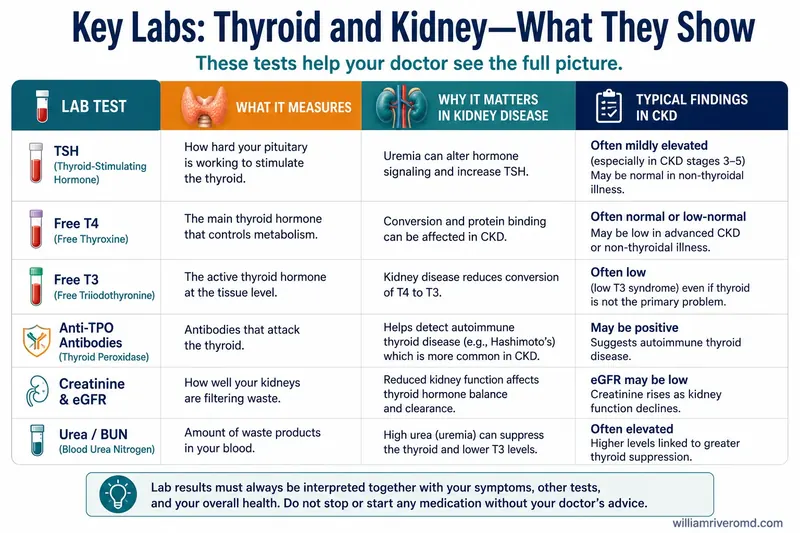 Key Labs: Thyroid and Kidney—What They Show
These tests help your doctor see the full picture.
LAB TEST
WHAT IT MEASURES
WHY IT MATTERS
IN KIDNEY DISEASE
TYPICAL FINDINGS
IN CKD
TSH
(Thyroid-Stimulating
Hormone)
How hard your pituitary
is working to stimulate
the thyroid.
Uremia can alter hormone
signaling and increase TSH.
Often mildly elevated
(especially in CKD stages 3–5)
May be normal in non-thyroidal
illness.
Free T4
(Free Thyroxine)
The main thyroid hormone
that controls metabolism.
Conversion and protein binding
can be affected in CKD.
Often normal or low-normal
May be low in advanced CKD
or non-thyroidal illness.
Free T3
(Free Triiodothyronine)
The active thyroid hormone
at the tissue level.
Kidney disease reduces conversion
of T4 to T3.
Often low
(low T3 syndrome) even if thyroid
is not the primary problem.
Anti-TPO
Antibodies
(Thyroid Peroxidase)
Antibodies that attack
the thyroid.
Helps detect autoimmune
thyroid disease (e.g., Hashimoto's)
which is more common in CKD.
May be positive
Suggests autoimmune thyroid
disease.
Creatinine
& eGFR
How well your kidneys
are filtering waste.
Reduced kidney function affects
thyroid hormone balance
and clearance.
eGFR may be low
Creatinine rises as kidney
function declines.
Urea / BUN
(Blood Urea Nitrogen)
Amount of waste products
in your blood.
High urea (uremia) can suppress
the thyroid and lower T3 levels.
Often elevated
Higher levels linked to greater
thyroid suppression.
Lab results must always be interpreted together with your symptoms, other tests,
and your overall health. Do not stop or start any medication without your doctor's advice.
williamriveromd.com